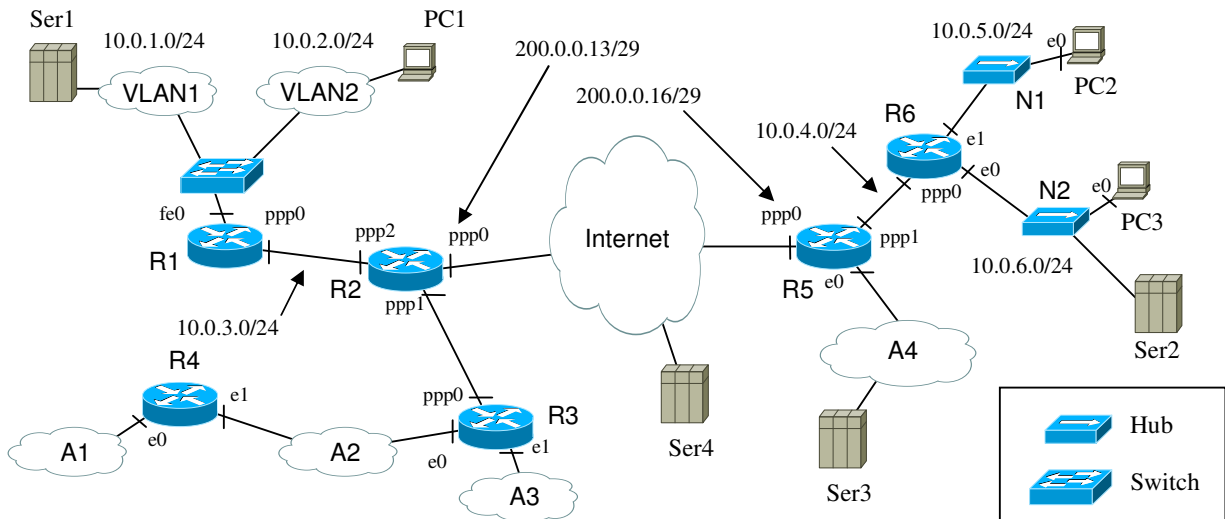 Ser1
10.0.1.0/24
10.0.2.0/24
PC1
200.0.0.13/29
10.0.5.0/24
e0
PC2
VLAN1
VLAN2
200.0.0.16/29
N1
R6
10.0.4.0/24
e1
e0
N2
e0
ppp0
PC3
fe0
ppp0
ppp2
ppp0
Internet
ppp0
ppp1
R1
R2
R5
e0
10.0.6.0/24
ppp1
10.0.3.0/24
A4
Ser2
R4
e1
ppp0
R3
e0
A1
A2
e0
e1
A3
Ser4
Ser3
Hub
Switch